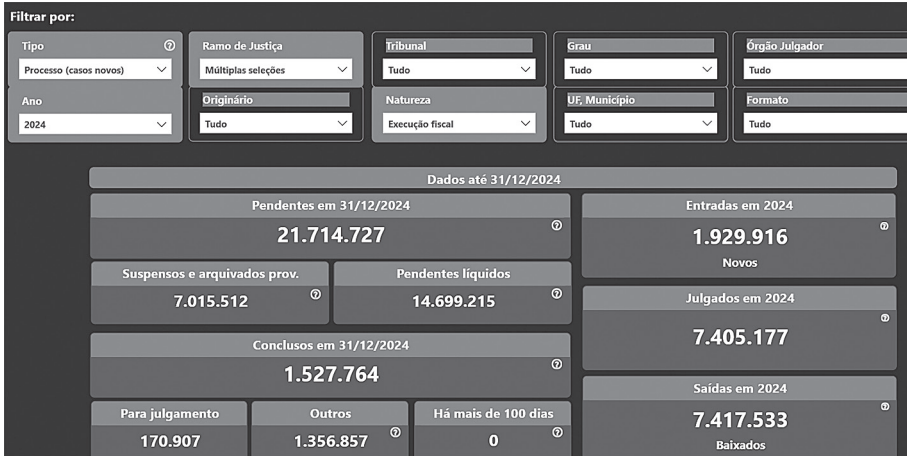 Filtrar por:
Tipo
Processo (casos novos)
Ramo de Justiça
Múltiplas seleções
Tribunal
Tudo
Grau
Tudo
Órgão Julgador
Tudo
Ano
2024
Originário
Tudo
Natureza
Execução fiscal
UF, Município
Tudo
Formato
Tudo
Dados até 31/12/2024
Pendentes em 31/12/2024
21.714.727
Entradas em 2024
1.929.916
Novos
Suspensos e arquivados prov.
7.015.512
Pendentes líquidos
14.699.215
Julgados em 2024
7.405.177
Conclusos em 31/12/2024
1.527.764
Saídas em 2024
7.417.533
Baixados
Para julgamento
170.907
Outros
1.356.857
Há mais de 100 dias
0